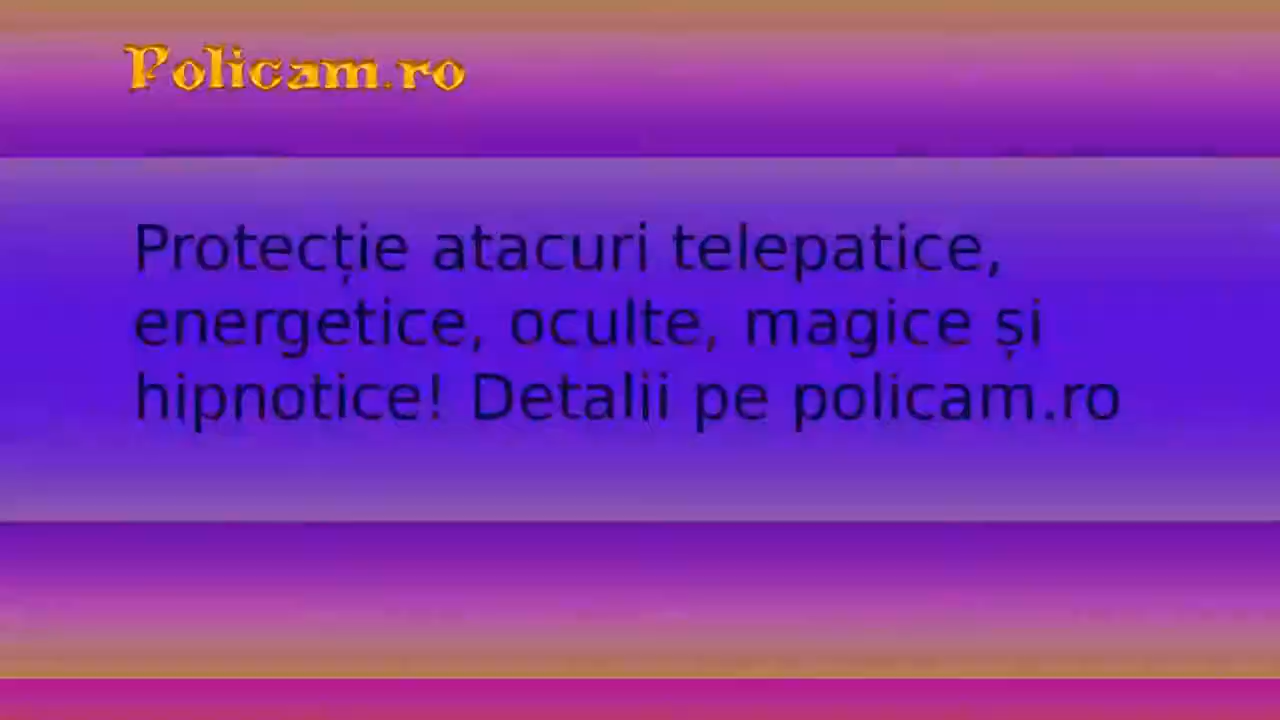 Policam.ro
Protecție atacuri telepatice,
energetice, oculte, magice și
hipnotice! Detalii pe policam.ro